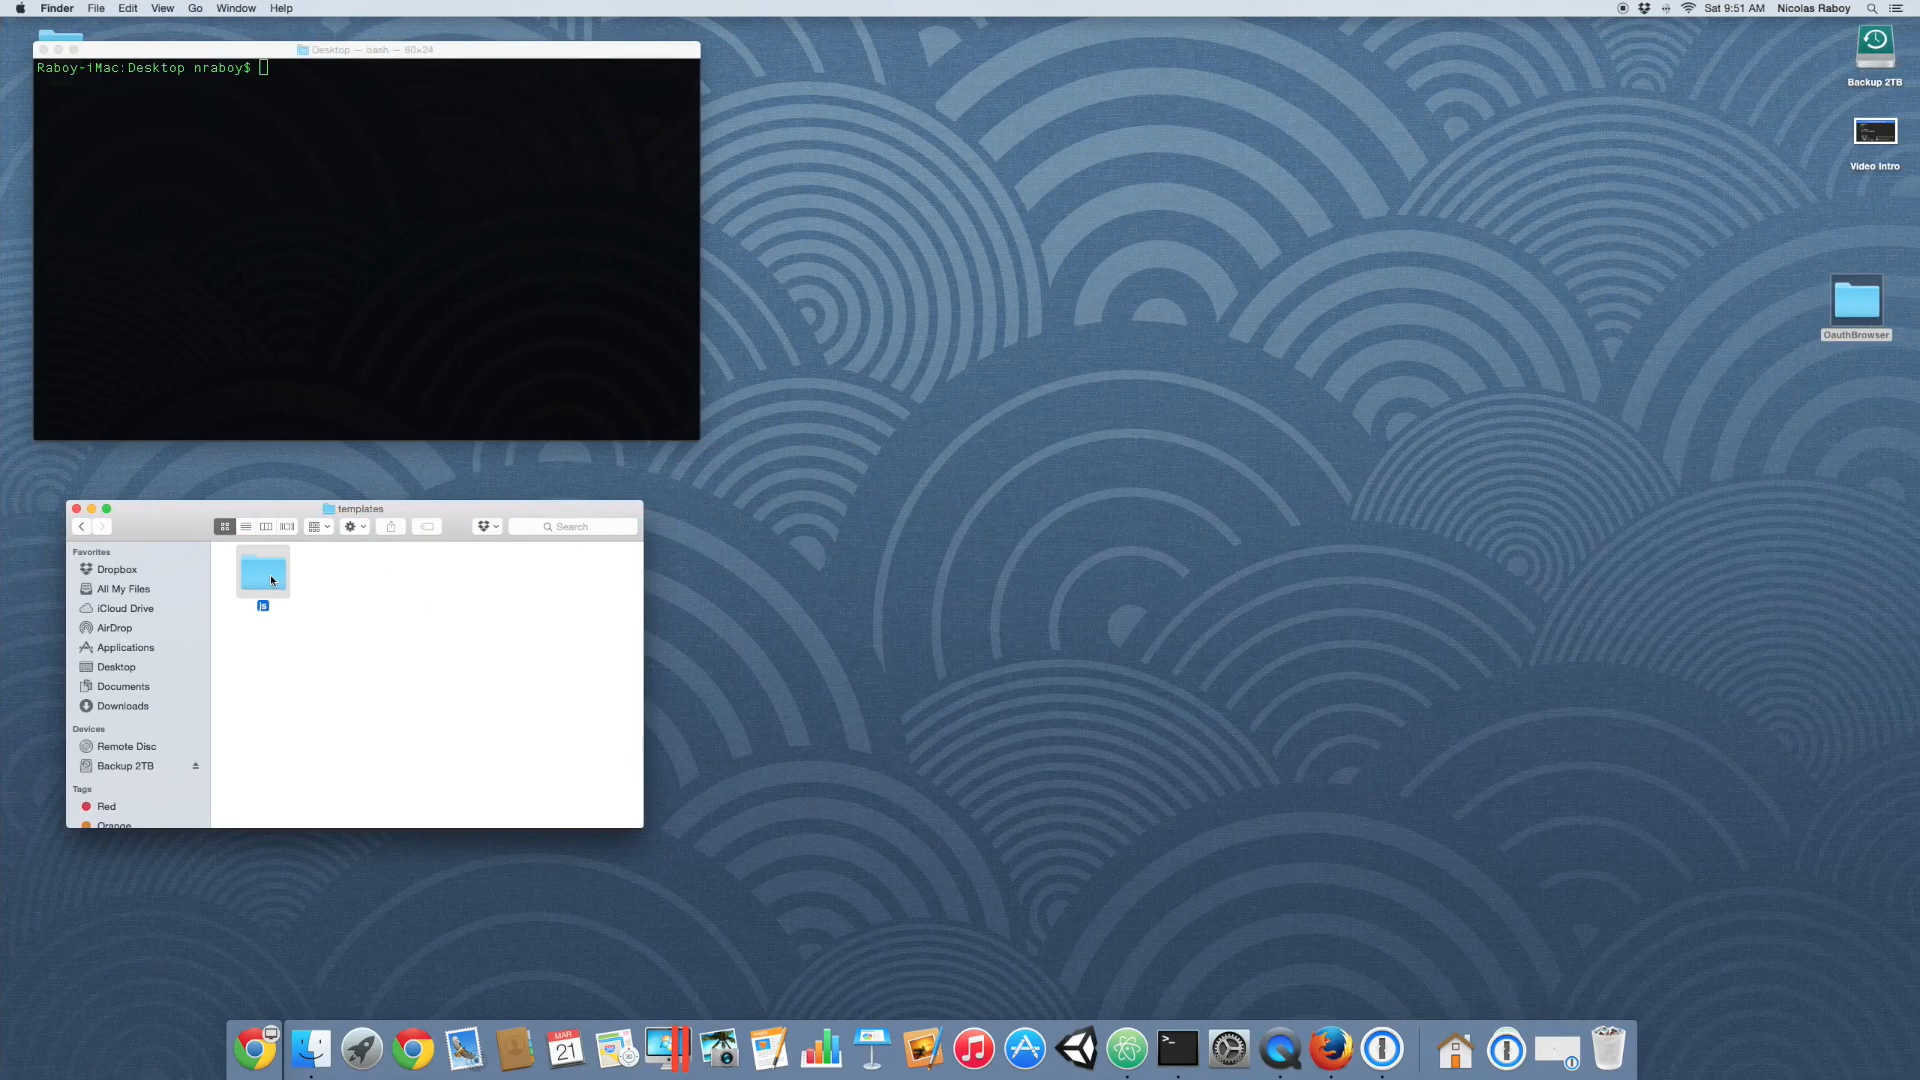 Finder File Edit View Go Window Help
Sat 9:51 AM Nicolas Raboy
Desktop — bash — 80×24
Raboy-iMac:Desktop nraboy$
Backup 2TB
Video Intro
OauthBrowser
templates
Search
Favorites
Dropbox
All My Files
iCloud Drive
AirDrop
Applications
Desktop
Documents
Downloads
Devices
Remote Disc
Backup 2TB
Tags
Red
Orange
js
MAR
21